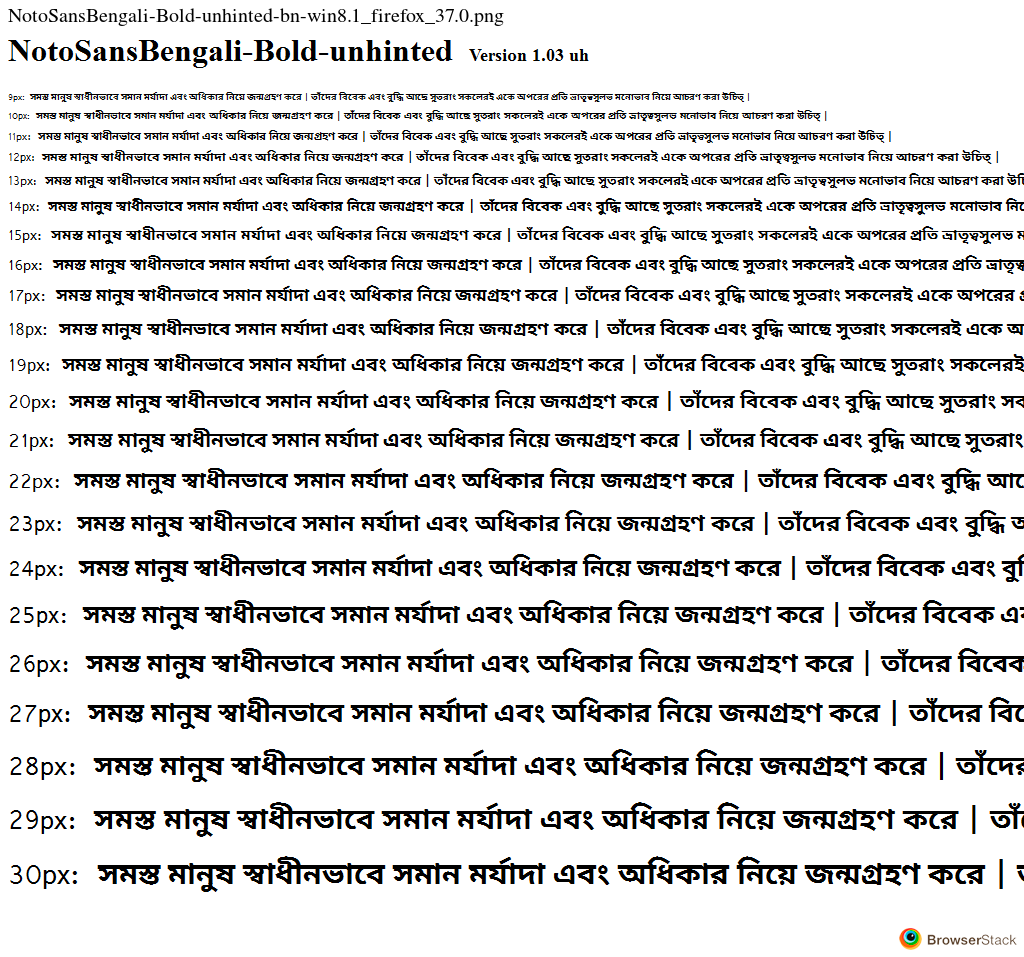 NotoSansBengali-Bold-unhinted-bn-win8.1_firefox_37.0.png
NotoSansBengali-Bold-unhinted Version 1.03 uh
9px: সমস্ত মানুষ স্বাধীনভাবে সমান মর্যাদা এবং অধিকার নিয়ে জন্মগ্রহণ করে | তাঁদের বিবেক এবং বুদ্ধি আছে সুতরাং সকলেরই একে অপরের প্রতি ভ্রাতৃত্বসুলভ মনোভাব নিয়ে আচরণ করা উচিত্ |
10px: সমস্ত মানুষ স্বাধীনভাবে সমান মর্যাদা এবং অধিকার নিয়ে জন্মগ্রহণ করে | তাঁদের বিবেক এবং বুদ্ধি আছে সুতরাং সকলেরই একে অপরের প্রতি ভ্রাতৃত্বসুলভ মনোভাব নিয়ে আচরণ করা উচিত্ |
11px: সমস্ত মানুষ স্বাধীনভাবে সমান মর্যাদা এবং অধিকার নিয়ে জন্মগ্রহণ করে | তাঁদের বিবেক এবং বুদ্ধি আছে সুতরাং সকলেরই একে অপরের প্রতি ভ্রাতৃত্বসুলভ মনোভাব নিয়ে আচরণ করা উচিত্ |
12px: সমস্ত মানুষ স্বাধীনভাবে সমান মর্যাদা এবং অধিকার নিয়ে জন্মগ্রহণ করে | তাঁদের বিবেক এবং বুদ্ধি আছে সুতরাং সকলেরই একে অপরের প্রতি ভ্রাতৃত্বসুলভ মনোভাব নিয়ে আচরণ করা উচিত্ |
13px: সমস্ত মানুষ স্বাধীনভাবে সমান মর্যাদা এবং অধিকার নিয়ে জন্মগ্রহণ করে | তাঁদের বিবেক এবং বুদ্ধি আছে সুতরাং সকলেরই একে অপরের প্রতি ভ্রাতৃত্বসুলভ মনোভাব নিয়ে আচরণ করা
14px: সমস্ত মানুষ স্বাধীনভাবে সমান মর্যাদা এবং অধিকার নিয়ে জন্মগ্রহণ করে | তাঁদের বিবেক এবং বুদ্ধি আছে সুতরাং সকলেরই একে অপরের প্রতি ভ্রাতৃত্বসুলভ মনোভাব
15px: সমস্ত মানুষ স্বাধীনভাবে সমান মর্যাদা এবং অধিকার নিয়ে জন্মগ্রহণ করে | তাঁদের বিবেক এবং বুদ্ধি আছে সুতরাং সকলেরই একে অপরের প্রতি ভ্রাতৃত্বসুলভ
16px: সমস্ত মানুষ স্বাধীনভাবে সমান মর্যাদা এবং অধিকার নিয়ে জন্মগ্রহণ করে | তাঁদের বিবেক এবং বুদ্ধি আছে সুতরাং সকলেরই একে অপরের প্রতি
17px: সমস্ত মানুষ স্বাধীনভাবে সমান মর্যাদা এবং অধিকার নিয়ে জন্মগ্রহণ করে | তাঁদের বিবেক এবং বুদ্ধি আছে সুতরাং সকলেরই একে অপরের
18px: সমস্ত মানুষ স্বাধীনভাবে সমান মর্যাদা এবং অধিকার নিয়ে জন্মগ্রহণ করে | তাঁদের বিবেক এবং বুদ্ধি আছে সুতরাং সকলেরই একে
19px: সমস্ত মানুষ স্বাধীনভাবে সমান মর্যাদা এবং অধিকার নিয়ে জন্মগ্রহণ করে | তাঁদের বিবেক এবং বুদ্ধি আছে সুতরাং সকলেরই
20px: সমস্ত মানুষ স্বাধীনভাবে সমান মর্যাদা এবং অধিকার নিয়ে জন্মগ্রহণ করে | তাঁদের বিবেক এবং বুদ্ধি আছে সুতরাং
21px: সমস্ত মানুষ স্বাধীনভাবে সমান মর্যাদা এবং অধিকার নিয়ে জন্মগ্রহণ করে | তাঁদের বিবেক এবং বুদ্ধি আছে সুতরাং
22px: সমস্ত মানুষ স্বাধীনভাবে সমান মর্যাদা এবং অধিকার নিয়ে জন্মগ্রহণ করে | তাঁদের বিবেক এবং বুদ্ধি
23px: সমস্ত মানুষ স্বাধীনভাবে সমান মর্যাদা এবং অধিকার নিয়ে জন্মগ্রহণ করে | তাঁদের বিবেক এবং বুদ্ধি
24px: সমস্ত মানুষ স্বাধীনভাবে সমান মর্যাদা এবং অধিকার নিয়ে জন্মগ্রহণ করে | তাঁদের বিবেক এবং
25px: সমস্ত মানুষ স্বাধীনভাবে সমান মর্যাদা এবং অধিকার নিয়ে জন্মগ্রহণ করে | তাঁদের বিবেক
26px: সমস্ত মানুষ স্বাধীনভাবে সমান মর্যাদা এবং অধিকার নিয়ে জন্মগ্রহণ করে | তাঁদের বিবেক
27px: সমস্ত মানুষ স্বাধীনভাবে সমান মর্যাদা এবং অধিকার নিয়ে জন্মগ্রহণ করে | তাঁদের
28px: সমস্ত মানুষ স্বাধীনভাবে সমান মর্যাদা এবং অধিকার নিয়ে জন্মগ্রহণ করে | তাঁদের
29px: সমস্ত মানুষ স্বাধীনভাবে সমান মর্যাদা এবং অধিকার নিয়ে জন্মগ্রহণ করে |
30px: সমস্ত মানুষ স্বাধীনভাবে সমান মর্যাদা এবং অধিকার নিয়ে জন্মগ্রহণ করে |
BrowserStack